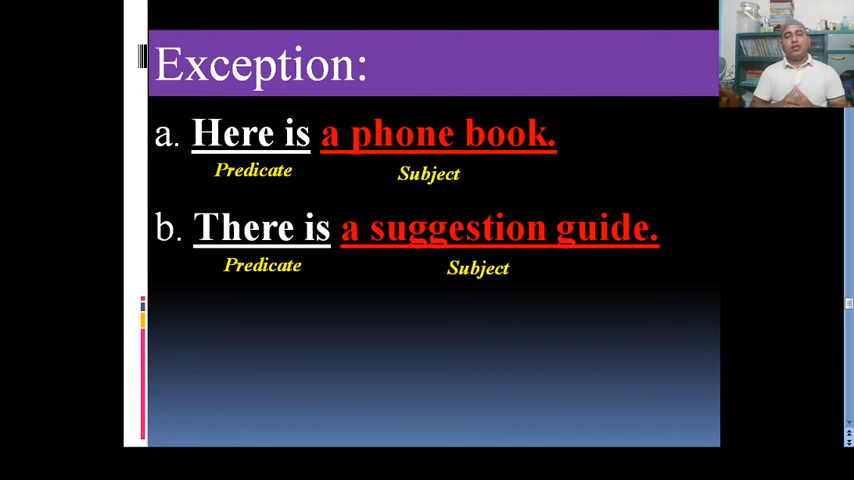 Exception:
a. Here is a phone book.
Predicate Subject
b. There is a suggestion guide.
Predicate Subject